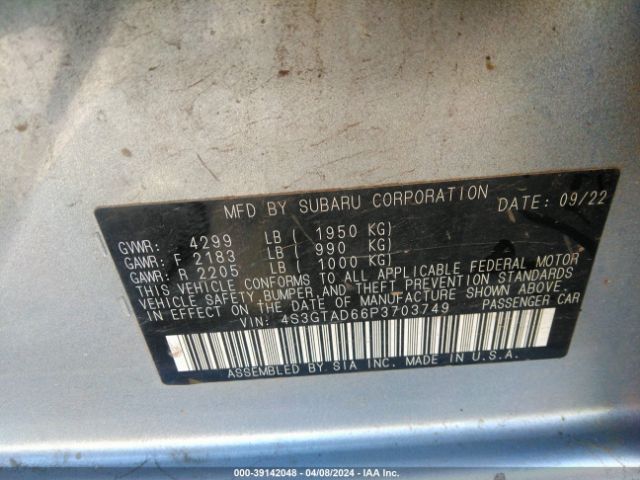 MFD BY SUBARU CORPORATION DATE: 09/22
GVWR: 4299 LB ( 1950 KG)
GAWR: F 2183 LB ( 990 KG)
GAWR: R 2205 LB ( 1000 KG)
THIS VEHICLE CONFORMS TO ALL APPLICABLE FEDERAL MOTOR
VEHICLE SAFETY, BUMPER AND THEFT PREVENTION STANDARDS
IN EFFECT ON THE DATE OF MANUFACTURE SHOWN ABOVE.
VIN: 4S3GTAD66P3703749 PASSENGER CAR
ASSEMBLED BY SIA INC. MADE IN U.S.A.
000-39142048 - 04/08/2024 - IAA Inc.